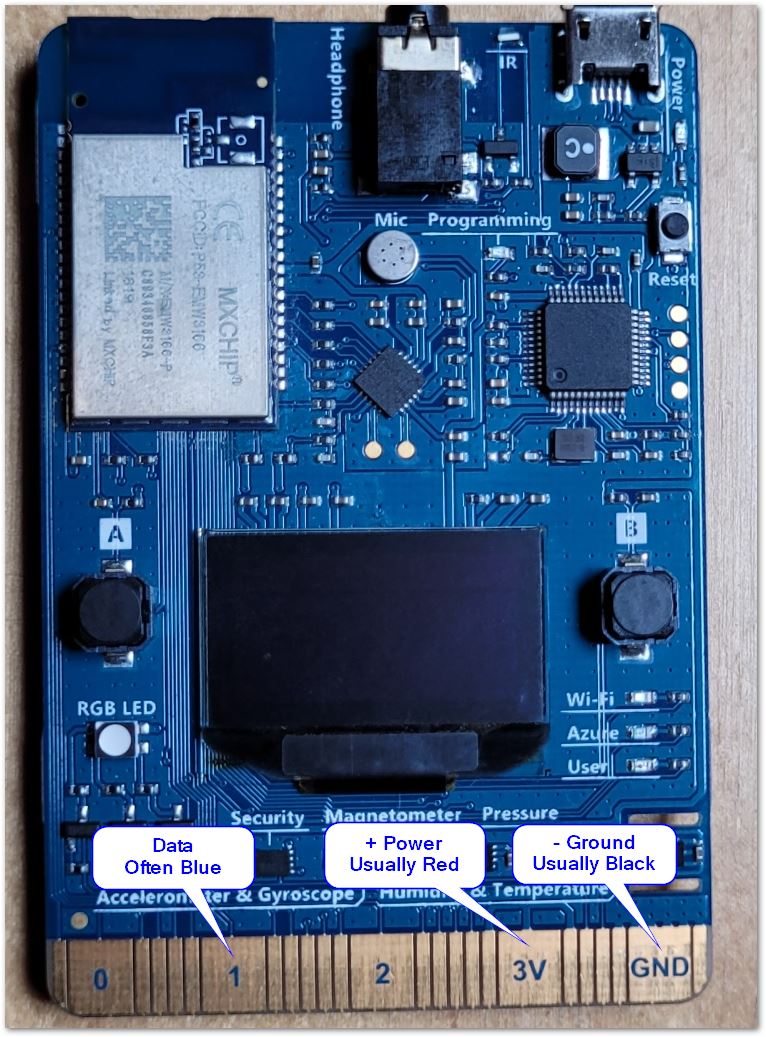 Headphone
IR
Power
Mic
Programming
Reset
MXCHIP®
CE
A
B
RGB LED
Wi-Fi
Azure
User
Security
Magnetometer
Pressure
Data
Often Blue
+ Power
Usually Red
- Ground
Usually Black
Accelerometer & Gyroscope
& Temperature
0
1
2
3V
GND